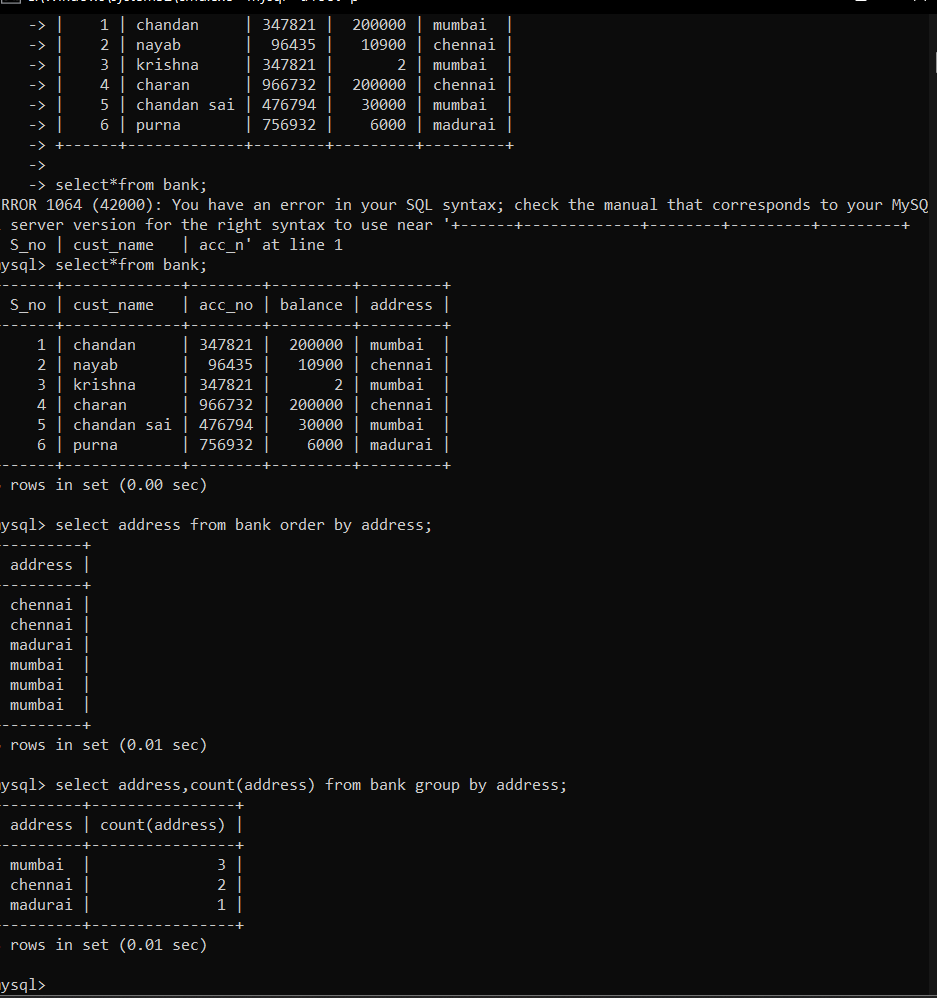 -> |    1 | chandan     | 347821 |  200000 | mumbai  |
-> |    2 | nayab       |  96435 |   10900 | chennai |
-> |    3 | krishna     | 347821 |       2 | mumbai  |
-> |    4 | charan      | 966732 |  200000 | chennai |
-> |    5 | chandan sai | 476794 |   30000 | mumbai  |
-> |    6 | purna       | 756932 |    6000 | madurai |
-> +------+-------------+--------+---------+---------+
->
-> select*from bank;
RROR 1064 (42000): You have an error in your SQL syntax; check the manual that corresponds to your MySQ
server version for the right syntax to use near '+------+-------------+--------+---------+---------+
S_no | cust_name   | acc_n' at line 1
ysql> select*from bank;
------+-------------+--------+---------+---------+
S_no | cust_name   | acc_no | balance | address |
------+-------------+--------+---------+---------+
   1 | chandan     | 347821 |  200000 | mumbai  |
   2 | nayab       |  96435 |   10900 | chennai |
   3 | krishna     | 347821 |       2 | mumbai  |
   4 | charan      | 966732 |  200000 | chennai |
   5 | chandan sai | 476794 |   30000 | mumbai  |
   6 | purna       | 756932 |    6000 | madurai |
------+-------------+--------+---------+---------+
rows in set (0.00 sec)
ysql> select address from bank order by address;
---------+
address |
---------+
chennai |
chennai |
madurai |
mumbai  |
mumbai  |
mumbai  |
---------+
rows in set (0.01 sec)
ysql> select address,count(address) from bank group by address;
---------+----------------+
address | count(address) |
---------+----------------+
mumbai  |              3 |
chennai |              2 |
madurai |              1 |
---------+----------------+
rows in set (0.01 sec)
ysql>